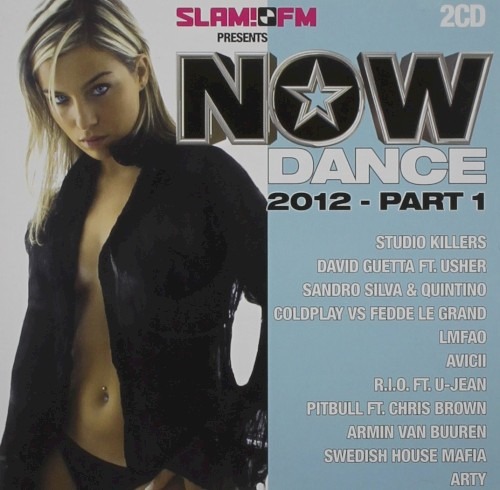 SLAM!FM
PRESENTS
2CD
NOW
DANCE
2012 - PART 1
STUDIO KILLERS
DAVID GUETTA FT. USHER
SANDRO SILVA & QUINTINO
COLDPLAY VS FEDDE LE GRAND
LMFAO
AVICII
R.I.O. FT. U-JEAN
PITBULL FT. CHRIS BROWN
ARMIN VAN BUUREN
SWEDISH HOUSE MAFIA
ARTY